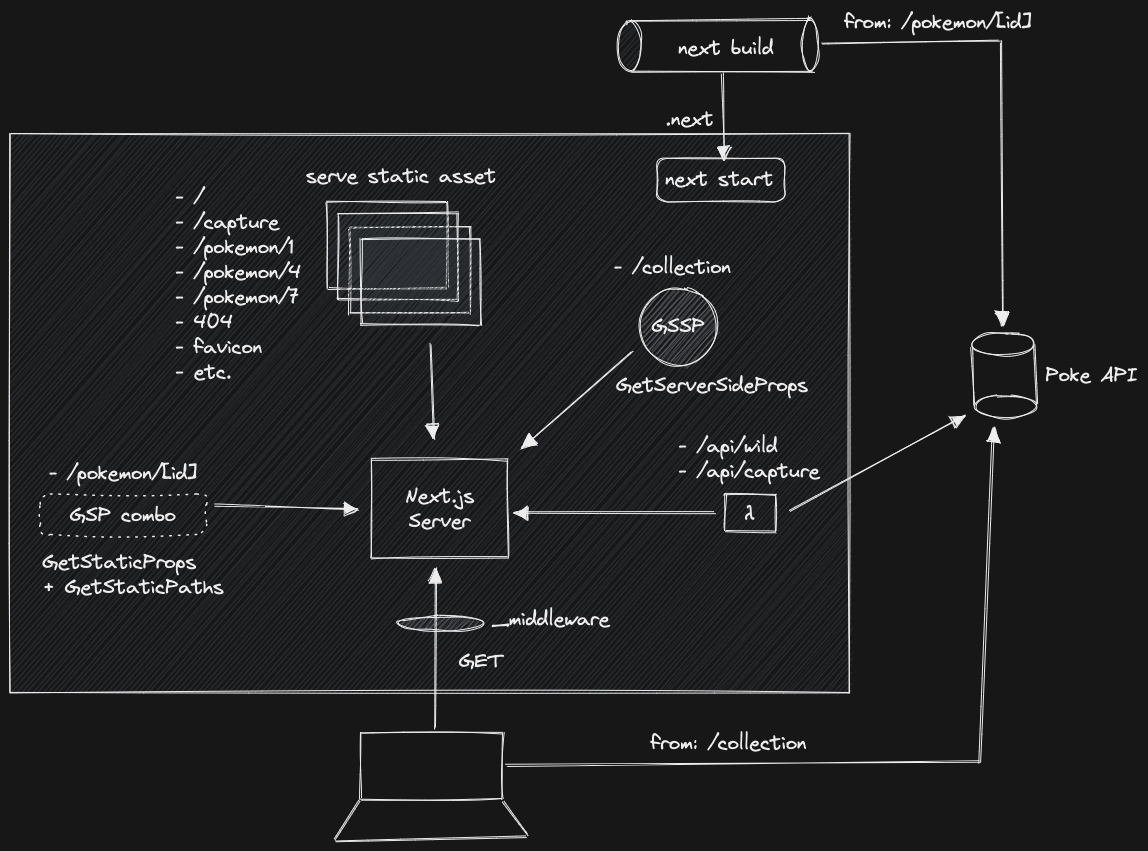 from: /pokemon/[id]
next build
.next
next start
serve static asset
- /
- /capture
- /pokemon/1
- /pokemon/4
- /pokemon/7
- 404
- favicon
- etc.
- /collection
GSSP
GetServerSideProps
Poke API
- /api/wild
- /api/capture
λ
- /pokemon/[id]
GSP combo
GetStaticProps
+ GetStaticPaths
Next.js
Server
_middleware
GET
from: /collection